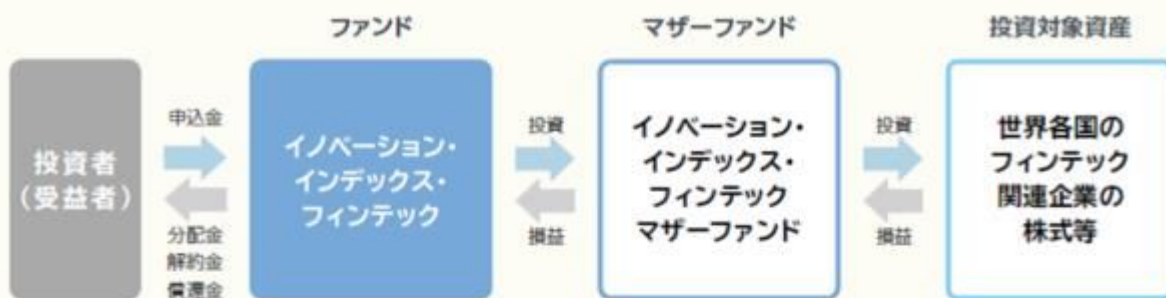 ファンド
マザーファンド
投資対象資産
投資者
（受益者）
申込金
分配金
解約金
償還金
イノベーション・
インデックス・
フィンテック
投資
損益
イノベーション・
インデックス・
フィンテック
マザーファンド
投資
損益
世界各国の
フィンテック
関連企業の
株式等